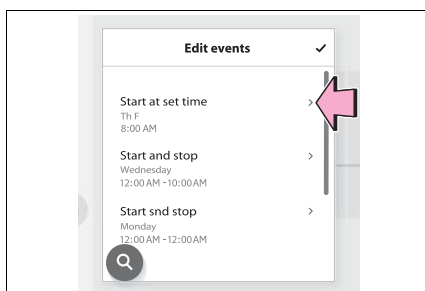 Edit events
Start at set time
Th F
8:00 AM
Start and stop
Wednesday
12:00 AM - 10:00 AM
Start snd stop
Monday
12:00 AM - 12:00 AM